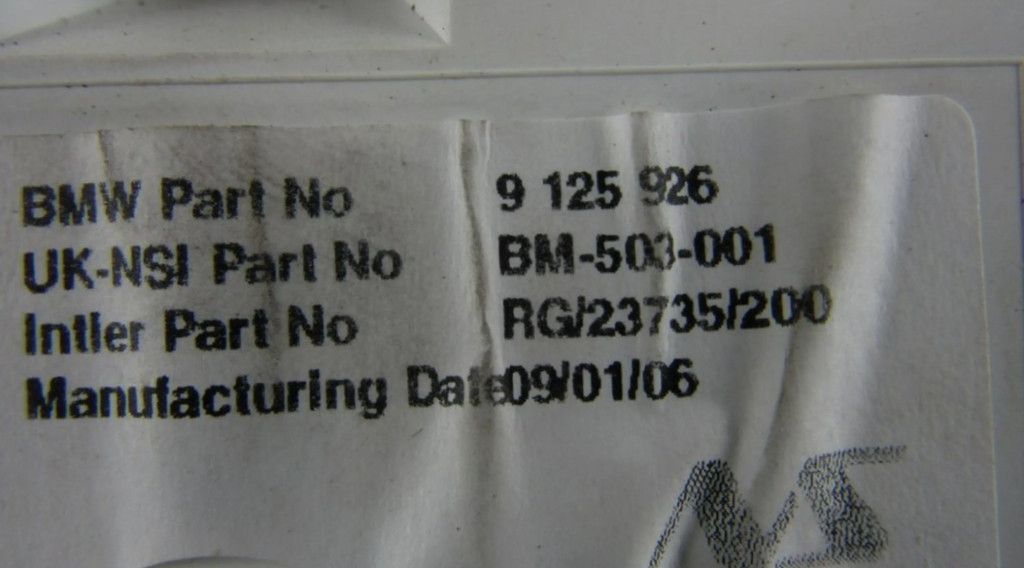 BMW Part No 9 125 926
UK-NSI Part No BM-503-001
Intier Part No RG/23735/200
Manufacturing Date09/01/06